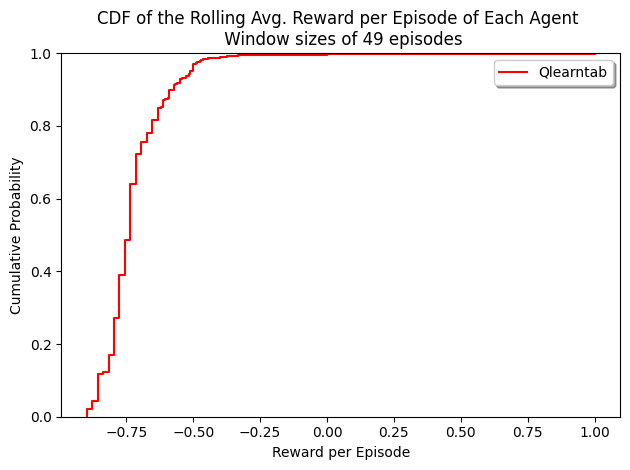 CDF of the Rolling Avg. Reward per Episode of Each Agent
Window sizes of 49 episodes
Qlearntab
1.0
0.8
0.6
0.4
0.2
0.0
Cumulative Probability
−0.75
−0.50
−0.25
0.00
0.25
0.50
0.75
1.00
Reward per Episode